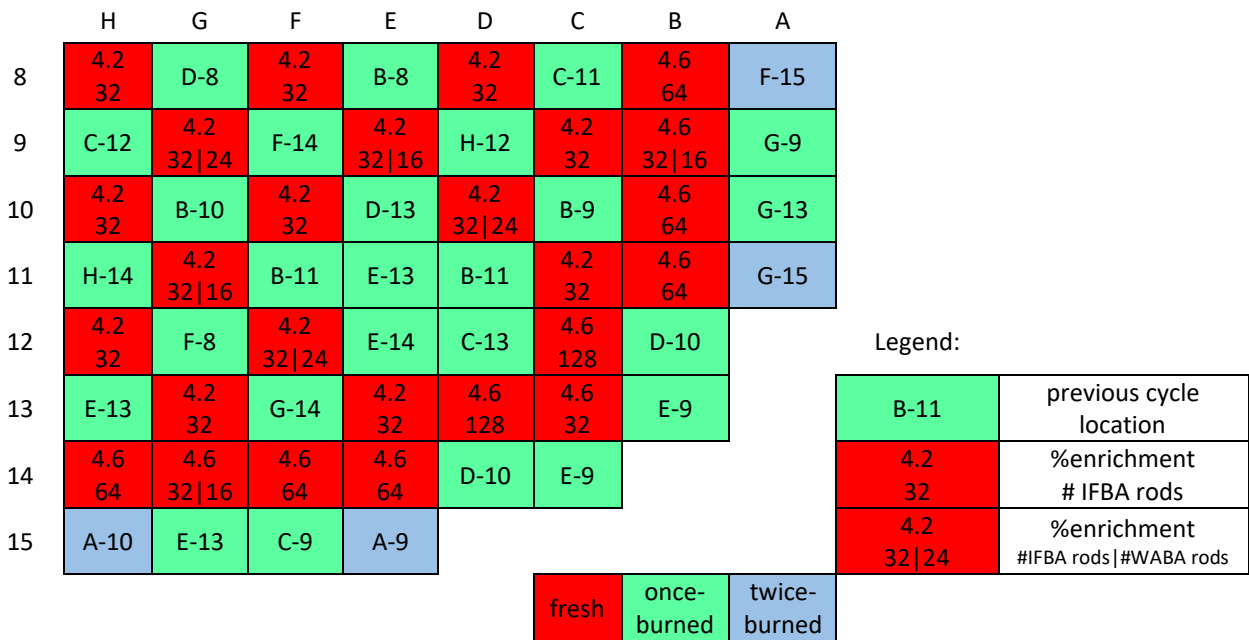 H G F E D C B A
8 4.2 D-8 4.2 B-8 4.2 C-11 4.6 F-15
32 32 32 64
9 C-12 4.2 F-14 4.2 H-12 4.2 4.6 G-9
32|24 32|16 32 32|16
10 4.2 B-10 4.2 D-13 4.2 B-9 4.6 G-13
32 32 32|24 64
11 H-14 4.2 B-11 E-13 B-11 4.2 4.6 G-15
32|16 32 64
12 4.2 F-8 4.2 E-14 C-13 4.6 D-10 Legend:
32 32|24 128
13 E-13 4.2 G-14 4.2 4.6 4.6 E-9 B-11 previous cycle
32 32 128 32 location
14 4.6 4.6 4.6 4.6 D-10 E-9 4.2 %enrichment
64 32|16 64 64 32 # IFBA rods
15 A-10 E-13 C-9 A-9 4.2 %enrichment
32|24 #IFBA rods|#WABA rods
fresh once- twice-
burned burned